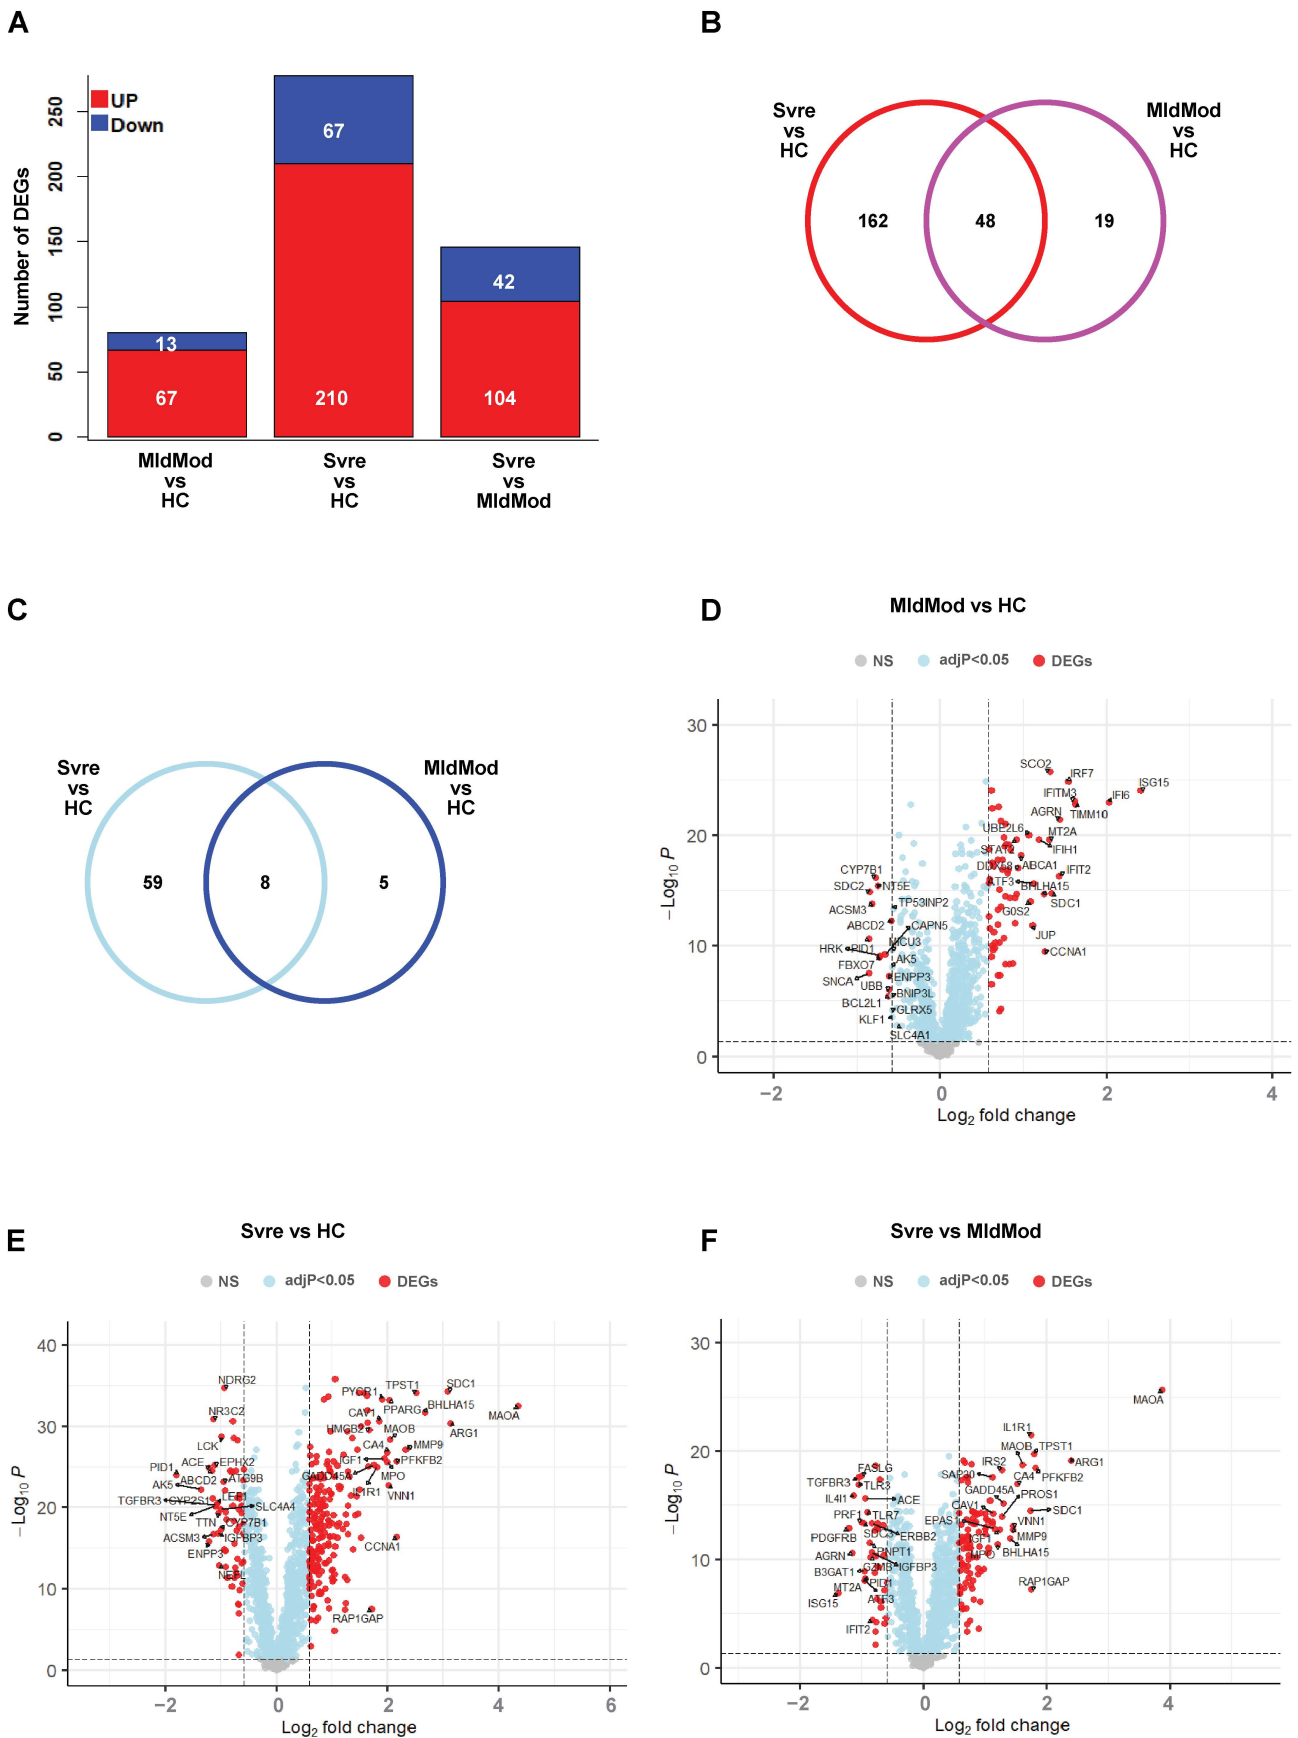 A
UP
Down
Number of DEGs
250
200
150
100
50
0
13
67
67
210
42
104
MldMod
vs
HC
Svre
vs
HC
Svre
vs
MldMod
B
Svre
vs
HC
MldMod
vs
HC
162
48
19
C
Svre
vs
HC
MldMod
vs
HC
59
8
5
D
MldMod vs HC
NS
adjP<0.05
DEGs
−Log10 P
30
20
10
0
SCO2
IRF7
ISG15
IFITM3
IFI6
AGRN
TIMM10
UBE2L6
MT2A
STAT2
IFIH1
DDX58
ABCA1
IFIT2
ATF3
BHLHA15
SDC1
G0S2
JUP
CCNA1
CYP7B1
SDC2
NT5E
ACSM3
TP53INP2
ABCD2
CAPN5
HRK
PID1
MICU3
FBXO7
AK5
SNCA
ENPP3
UBB
BNIP3L
BCL2L1
GLRX5
KLF1
SLC4A1
−2
0
2
4
Log2 fold change
E
Svre vs HC
NS
adjP<0.05
DEGs
−Log10 P
40
30
20
10
0
NDRG2
NR3C2
LCK
ACE
EPHX2
PID1
ABCD2
ATG9B
AK5
LEF1
TGFBR3
CYP2S1
SLC4A4
NT5E
TTN
CYP7B1
ACSM3
IGFBP3
ENPP3
NEFL
PYCR1
TPST1
SDC1
CAV1
PPARG
BHLHA15
MAOA
HMGB2
MAOB
ARG1
CA4
MMP9
IGF1
PFKFB2
GADD45A
MPO
IL1R1
VNN1
CCNA1
RAP1GAP
−2
0
2
4
6
Log2 fold change
F
Svre vs MldMod
NS
adjP<0.05
DEGs
−Log10 P
30
20
10
0
MAOA
IL1R1
MAOB
TPST1
IRS2
ARG1
SAP30
CA4
PFKFB2
GADD45A
PROS1
CAV1
SDC1
EPAS1
VNN1
IGF1
MMP9
MPO
BHLHA15
RAP1GAP
FASLG
TGFBR3
TLR3
IL4I1
ACE
PRF1
TLR7
PDGFRB
SDC3
ERBB2
AGRN
PNPT1
B3GAT1
GZMB
IGFBP3
MT2A
PID1
ISG15
ATF3
IFIT2
−2
0
2
4
Log2 fold change